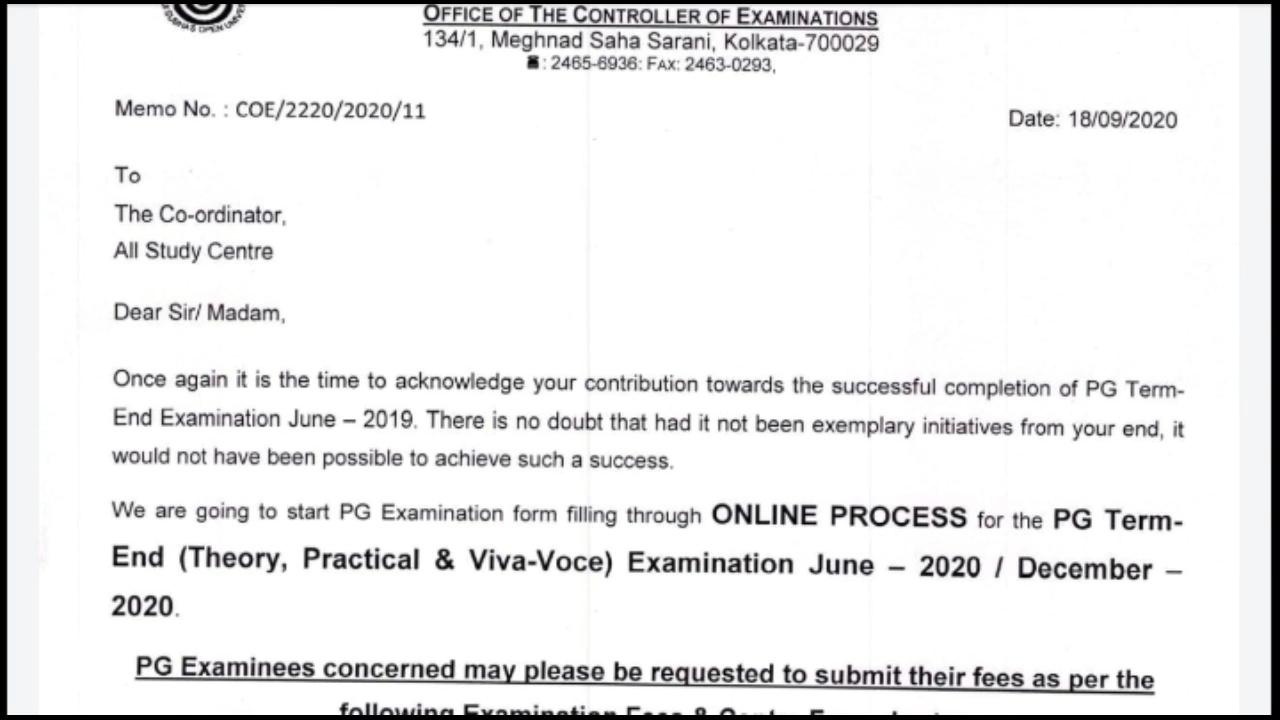 SUBHAS OPEN UNIVE
OFFICE OF THE CONTROLLER OF EXAMINATIONS
134/1, Meghnad Saha Sarani, Kolkata-700029
: 2465-6936: FAX: 2463-0293,
Memo No. : COE/2220/2020/11
Date: 18/09/2020
To
The Co-ordinator,
All Study Centre
Dear Sir/ Madam,
Once again it is the time to acknowledge your contribution towards the successful completion of PG Term-
End Examination June – 2019. There is no doubt that had it not been exemplary initiatives from your end, it
would not have been possible to achieve such a success.
We are going to start PG Examination form filling through ONLINE PROCESS for the PG Term-
End (Theory, Practical & Viva-Voce) Examination June – 2020 / December –
2020.
PG Examinees concerned may please be requested to submit their fees as per the
following Examination Fees &